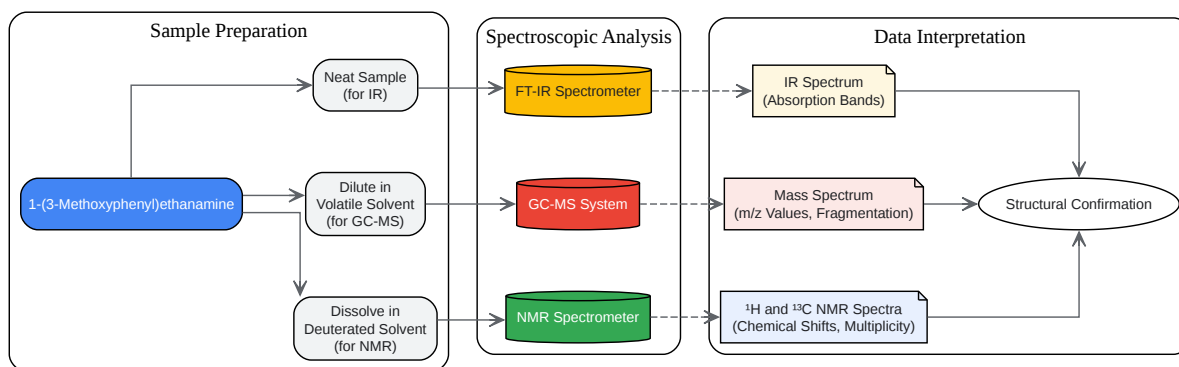 Sample Preparation
Spectroscopic Analysis
Data Interpretation
Neat Sample
(for IR)
FT-IR Spectrometer
IR Spectrum
(Absorption Bands)
1-(3-Methoxyphenyl)ethanamine
Dilute in
Volatile Solvent
(for GC-MS)
GC-MS System
Mass Spectrum
(m/z Values, Fragmentation)
Structural Confirmation
Dissolve in
Deuterated Solvent
(for NMR)
NMR Spectrometer
¹H and ¹³C NMR Spectra
(Chemical Shifts, Multiplicity)